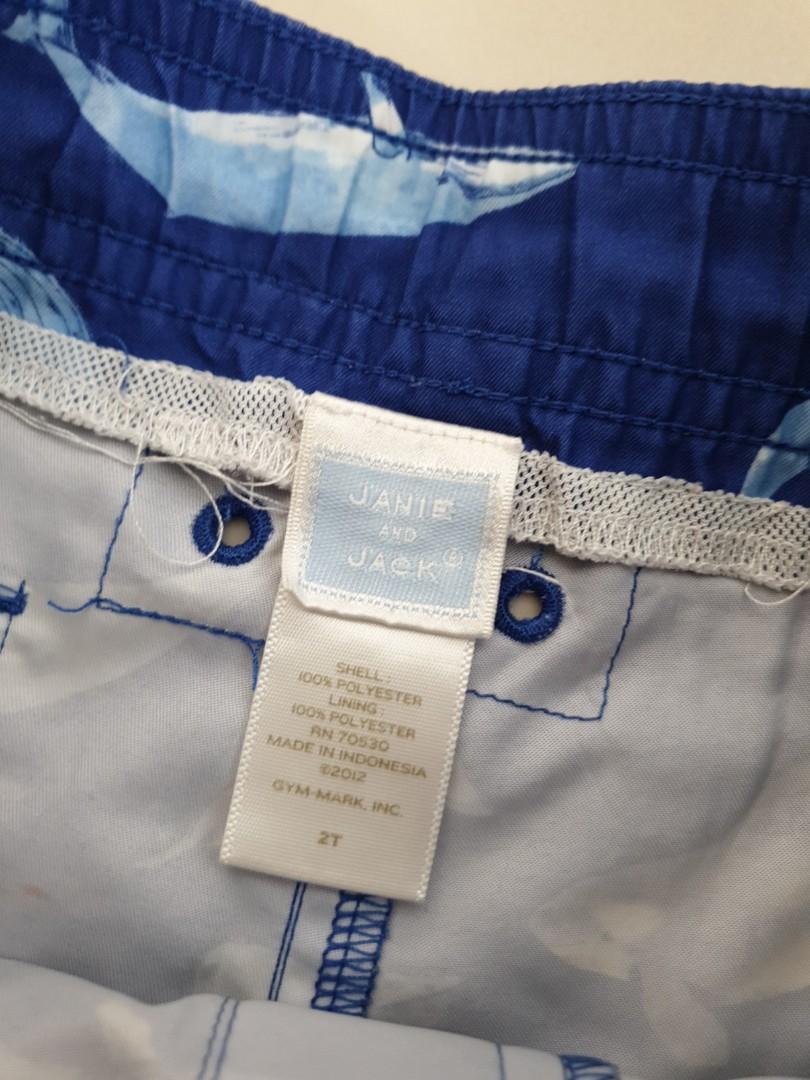 JANIE
AND
JACK®
SHELL:
100% POLYESTER
LINING:
100% POLYESTER
RN 70530
MADE IN INDONESIA
©2012
GYM-MARK, INC.
2T